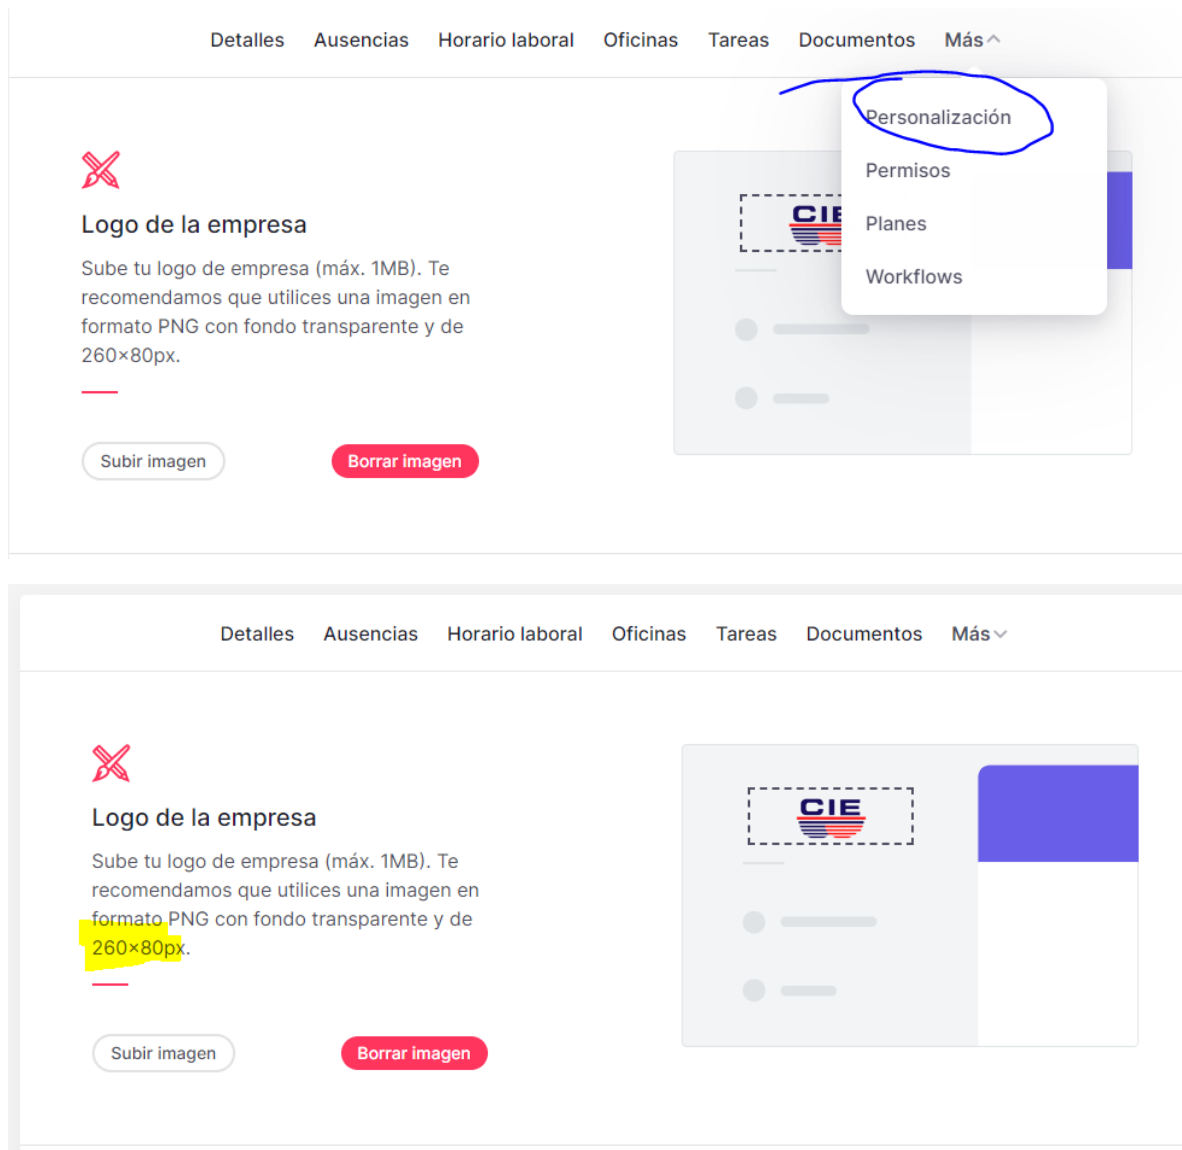 Detalles Ausencias Horario laboral Oficinas Tareas Documentos Más
Personalización
Permisos
Planes
Workflows
CIE
Logo de la empresa
Sube tu logo de empresa (máx. 1MB). Te
recomendamos que utilices una imagen en
formato PNG con fondo transparente y de
260×80px.
Subir imagen Borrar imagen
Detalles Ausencias Horario laboral Oficinas Tareas Documentos Más
CIE
Logo de la empresa
Sube tu logo de empresa (máx. 1MB). Te
recomendamos que utilices una imagen en
formato PNG con fondo transparente y de
260×80px.
Subir imagen Borrar imagen